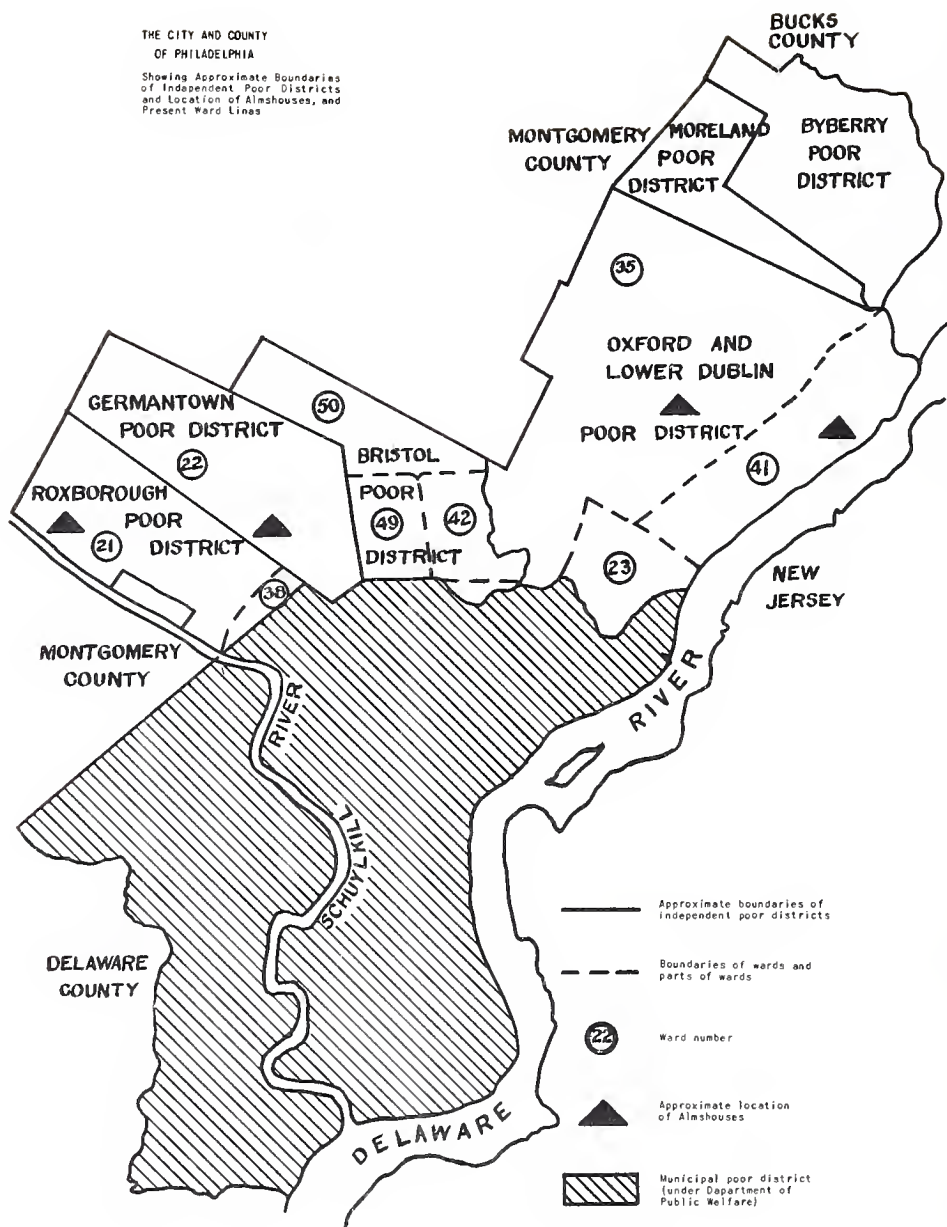 THE CITY AND COUNTY
OF PHILADELPHIA
Showing Approximate Boundaries
of Independent Poor Districts
and Location of Almshouses, and
Present Ward Linas
BUCKS
COUNTY
MONTGOMERY
COUNTY
MORELAND
POOR
DISTRICT
BYBERRY
POOR
DISTRICT
35
OXFORD AND
LOWER DUBLIN
POOR DISTRICT
41
GERMANTOWN
POOR DISTRICT
22
50
BRISTOL
POOR
DISTRICT
49
42
ROXBOROUGH
POOR
DISTRICT
21
38
23
NEW
JERSEY
MONTGOMERY
COUNTY
RIVER
SCHUYLKILL
RIVER
DELAWARE
DELAWARE
COUNTY
Approximate boundaries of
independent poor districts
Boundaries of wards and
parts of wards
22
Ward number
Approximate location
of Almshouses
Municipal poor district
(under Dapartment of
Public Welfare)